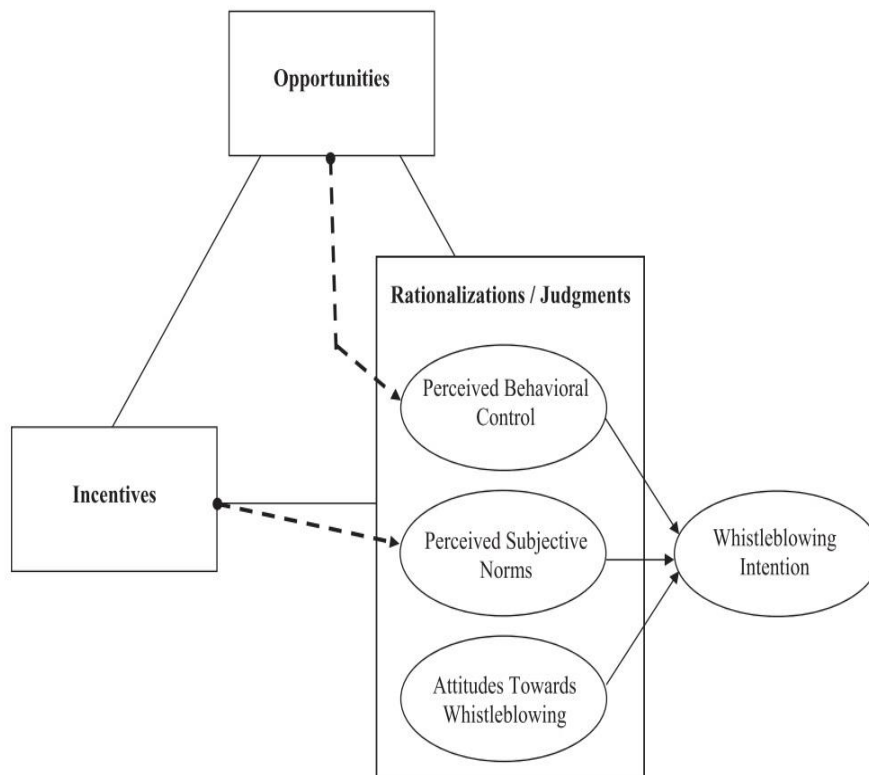 Opportunities
Rationalizations / Judgments
Perceived Behavioral
Control
Incentives
Perceived Subjective
Norms
Whistleblowing
Intention
Attitudes Towards
Whistleblowing